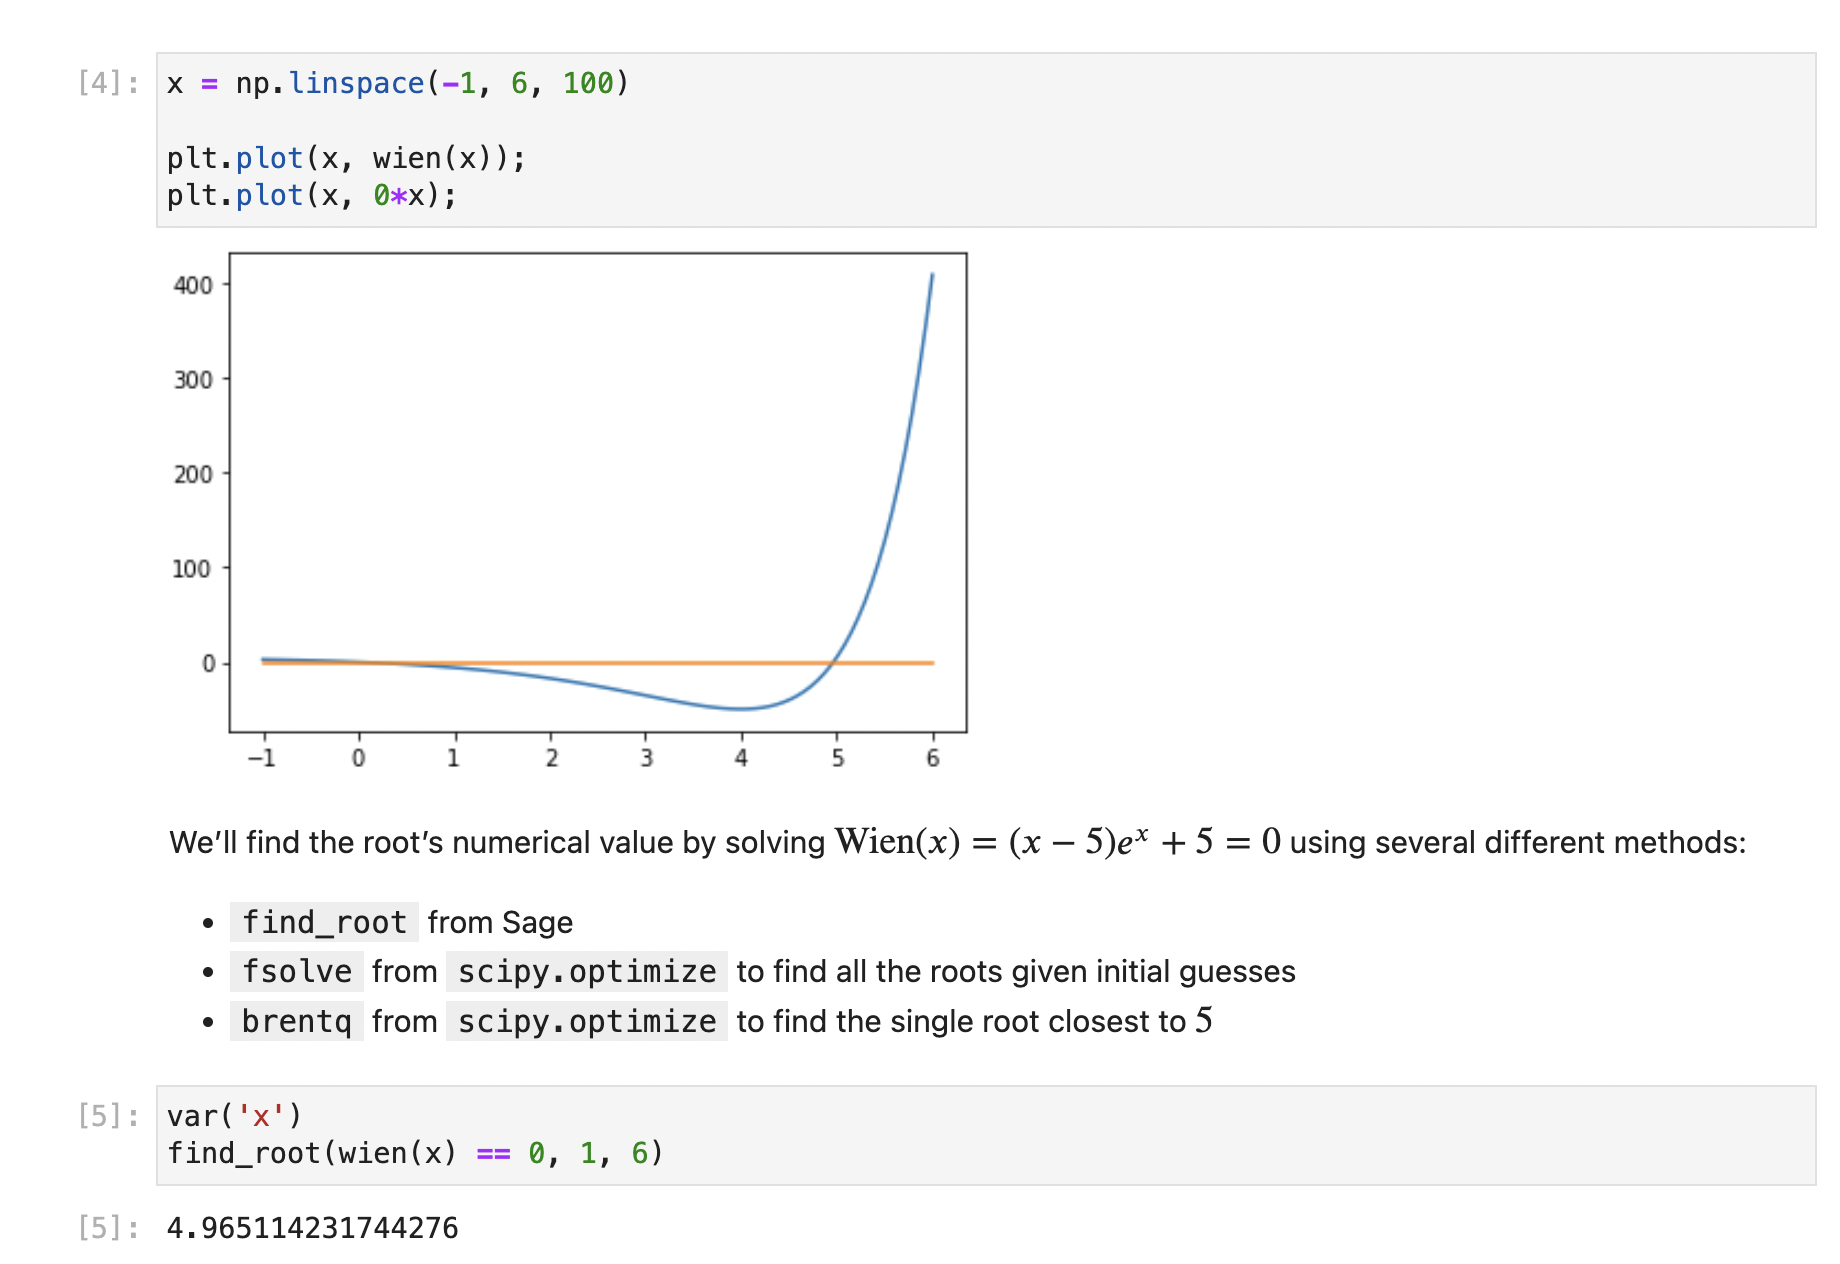 [4]: x = np.linspace(-1, 6, 100)
plt.plot(x, wien(x));
plt.plot(x, 0*x);
400
300
200
100
0
−1 0 1 2 3 4 5 6
We’ll find the root’s numerical value by solving Wien(x) = (x − 5)eˣ + 5 = 0 using several different methods:
• find_root from Sage
• fsolve from scipy.optimize to find all the roots given initial guesses
• brentq from scipy.optimize to find the single root closest to 5
[5]: var('x')
find_root(wien(x) == 0, 1, 6)
[5]: 4.965114231744276